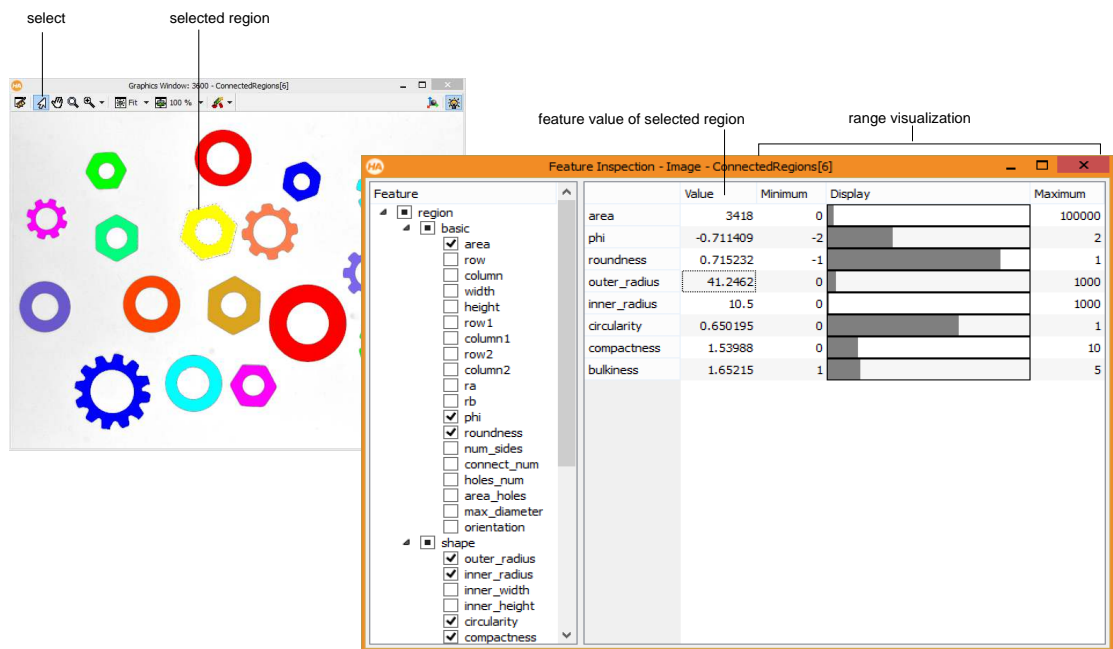 select
selected region
Graphics Window: 3600 - ConnectedRegions[6]
Fit
100 %
feature value of selected region
range visualization
Feature Inspection - Image - ConnectedRegions[6]
Feature
Value Minimum Display Maximum
region
basic
area
row
column
width
height
row1
column1
row2
column2
ra
rb
phi
roundness
num_sides
connect_num
holes_num
area_holes
max_diameter
orientation
shape
outer_radius
inner_radius
inner_width
inner_height
circularity
compactness
area 3418 0 100000
phi -0.711409 -2 2
roundness 0.715232 -1 1
outer_radius 41.2462 0 1000
inner_radius 10.5 0 1000
circularity 0.650195 0 1
compactness 1.53988 0 10
bulkiness 1.65215 1 5